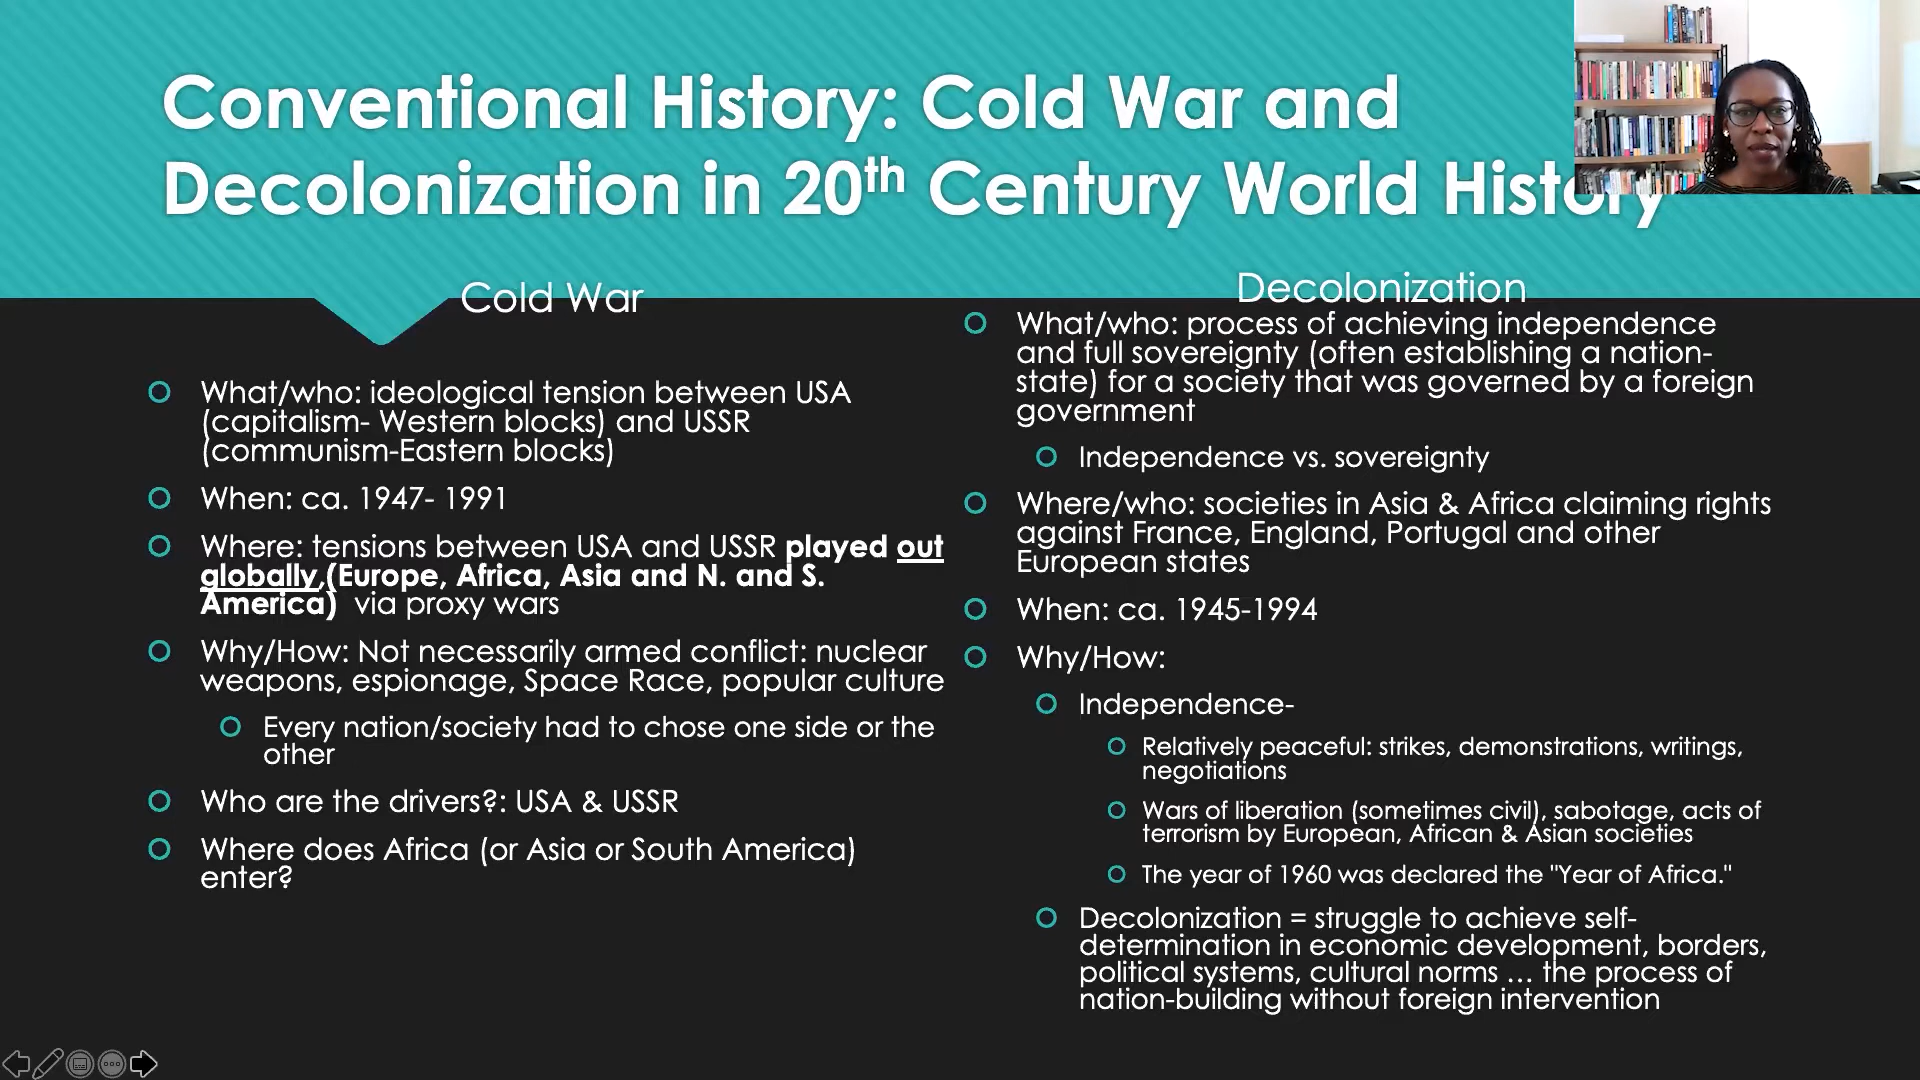 Conventional History: Cold War and
Decolonization in 20th Century World History
Cold War
What/who: ideological tension between USA
(capitalism- Western blocks) and USSR
(communism-Eastern blocks)
When: ca. 1947- 1991
Where: tensions between USA and USSR played out
globally,(Europe, Africa, Asia and N. and S.
America) via proxy wars
Why/How: Not necessarily armed conflict: nuclear
weapons, espionage, Space Race, popular culture
Every nation/society had to chose one side or the
other
Who are the drivers?: USA & USSR
Where does Africa (or Asia or South America)
enter?
Decolonization
What/who: process of achieving independence
and full sovereignty (often establishing a nation-
state) for a society that was governed by a foreign
government
Independence vs. sovereignty
Where/who: societies in Asia & Africa claiming rights
against France, England, Portugal and other
European states
When: ca. 1945-1994
Why/How:
Independence-
Relatively peaceful: strikes, demonstrations, writings,
negotiations
Wars of liberation (sometimes civil), sabotage, acts of
terrorism by European, African & Asian societies
The year of 1960 was declared the "Year of Africa."
Decolonization = struggle to achieve self-
determination in economic development, borders,
political systems, cultural norms … the process of
nation-building without foreign intervention